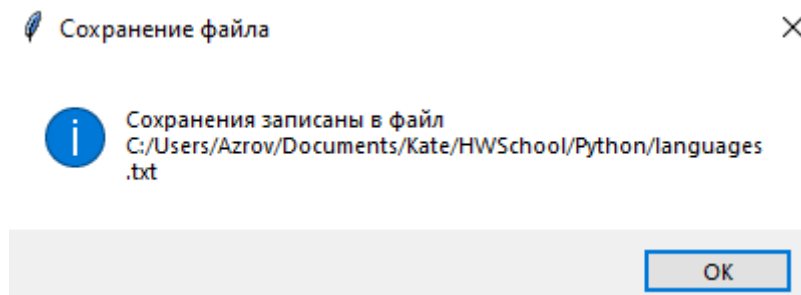 Сохранение файла
Сохранения записаны в файл
C:/Users/Azrov/Documents/Kate/HWSchool/Python/languages
.txt
OK